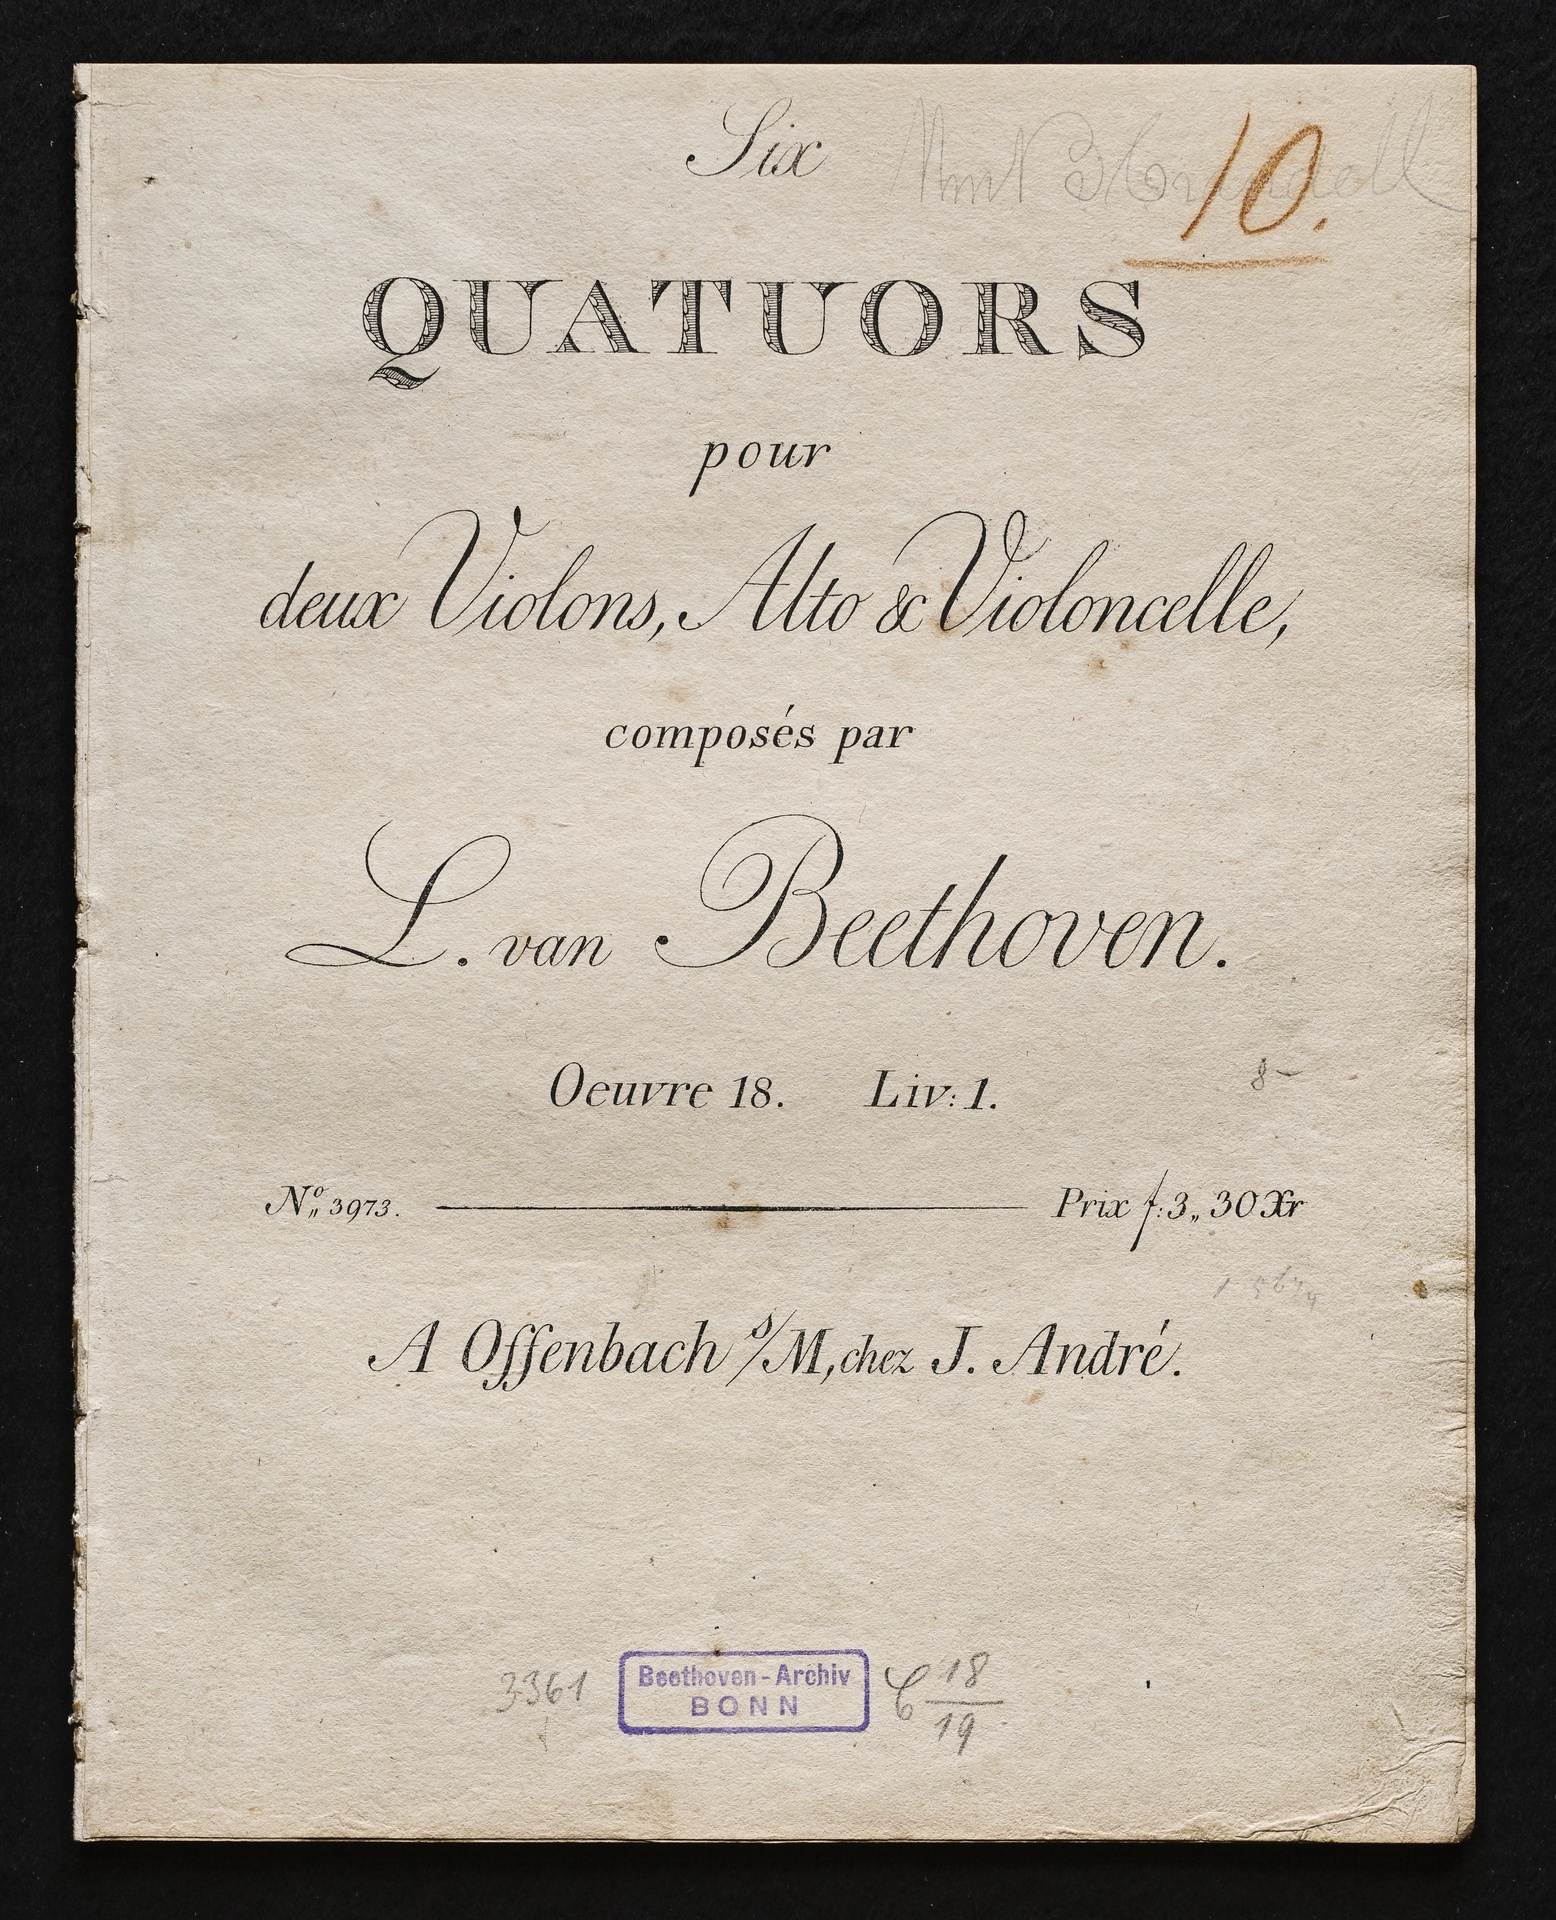 Six
10.
QUATUORS
pour
deux Violons, Alto & Violoncelle,
composés par
L. van Beethoven.
Oeuvre 18. Liv: 1.
8-
No„ 3973. Prix f: 3„ 30 Xr
A Offenbach s/M, chez J. André.
3361
Beethoven-Archiv
BONN
C 18
19